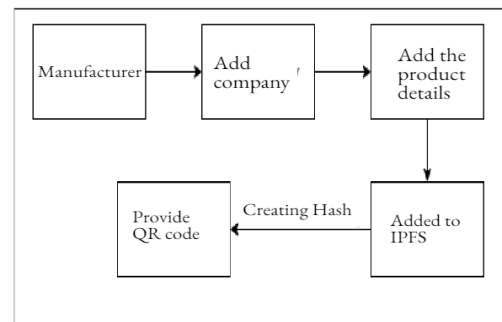 Manufacturer
Add
company '
Add the
product
details
Creating Hash
Provide
QR code
Added to
IPFS